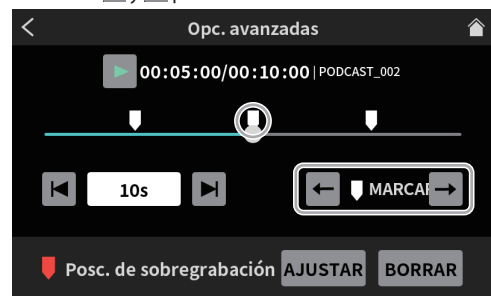 Opc. avanzadas
00:05:00/00:10:00 | PODCAST_002
10s
MARCAR
Posc. de sobregrabación AJUSTAR BORRAR